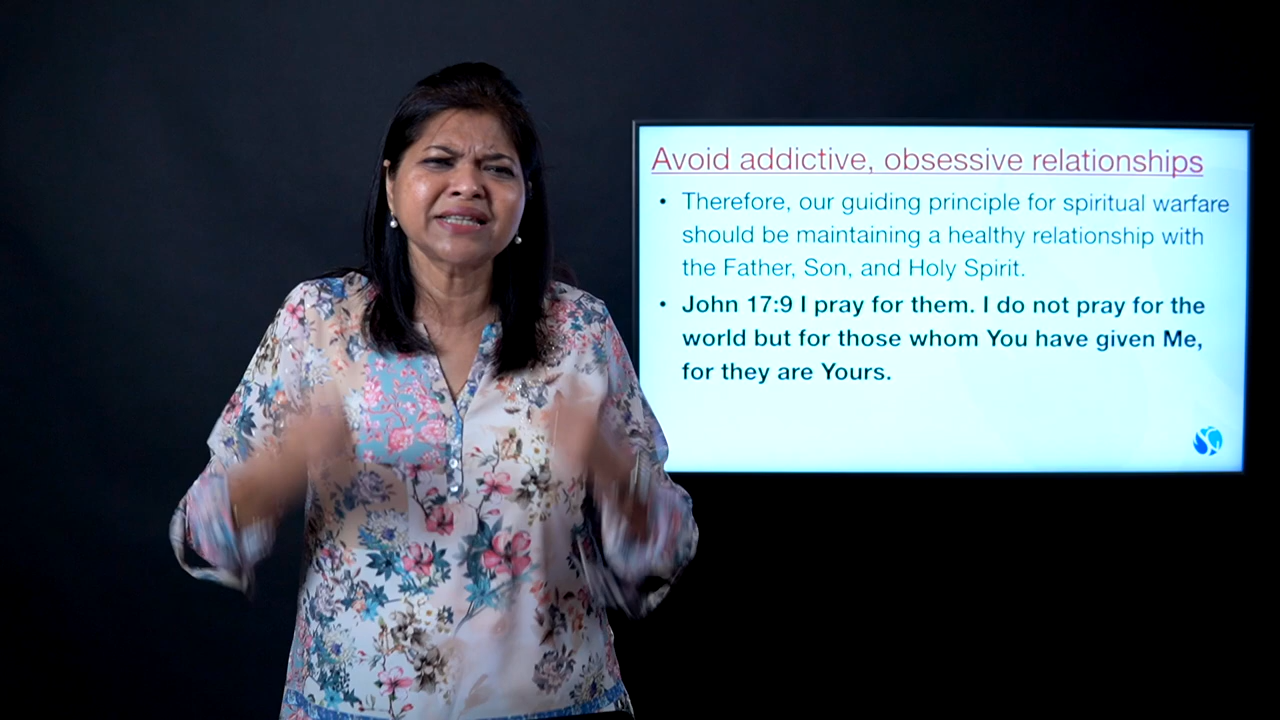 Avoid addictive, obsessive relationships
• Therefore, our guiding principle for spiritual warfare
should be maintaining a healthy relationship with
the Father, Son, and Holy Spirit.
• John 17:9 I pray for them. I do not pray for the
world but for those whom You have given Me,
for they are Yours.